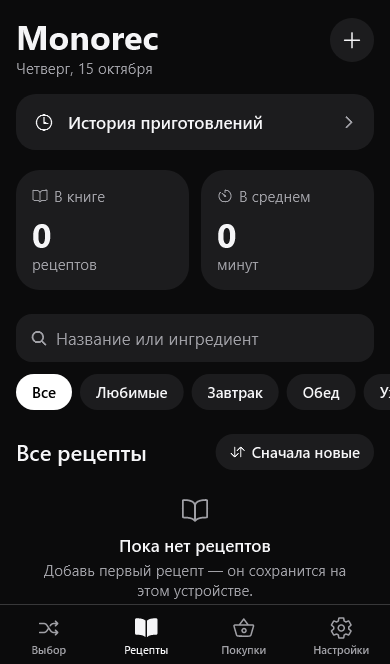 Monorec
Четверг, 15 октября
История приготовлений
В книге
0
рецептов
В среднем
0
минут
Название или ингредиент
Все
Любимые
Завтрак
Обед
Все рецепты
Сначала новые
Пока нет рецептов
Добавь первый рецепт — он сохранится на
этом устройстве.
Выбор
Рецепты
Покупки
Настройки